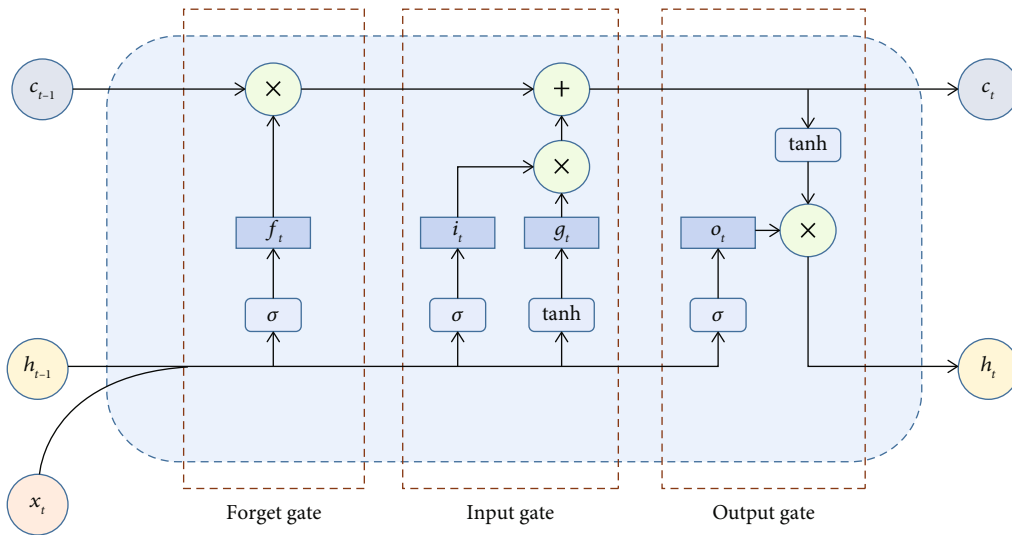 c_{t-1}
×
+
c_t
tanh
×
f_t
i_t
g_t
o_t
×
σ
σ
tanh
σ
h_{t-1}
h_t
x_t
Forget gate
Input gate
Output gate